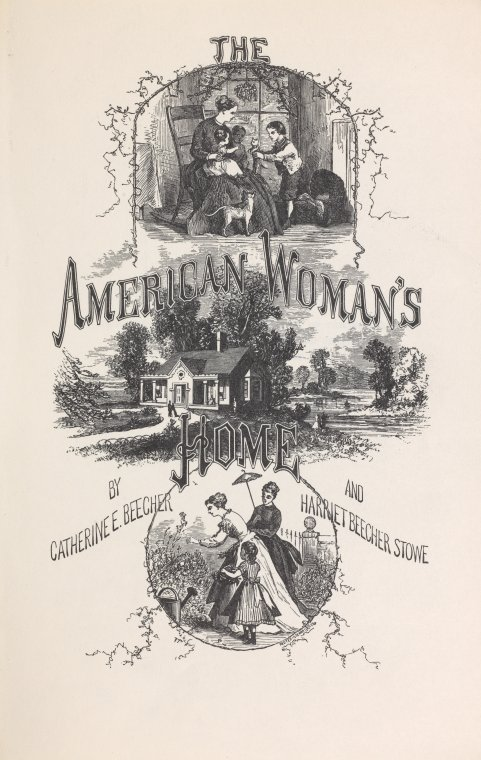 THE
AMERICAN WOMAN'S
HOME
BY
CATHERINE E. BEECHER
AND
HARRIET BEECHER STOWE